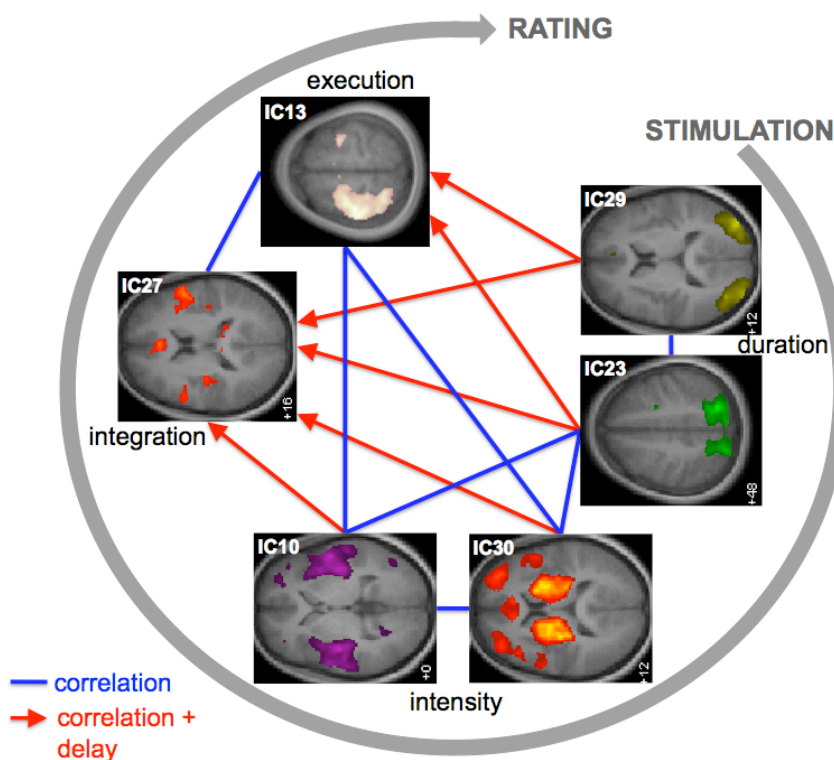 RATING
execution
IC13
STIMULATION
IC29
+12
duration
IC27
+16
integration
IC23
+48
IC10
+0
IC30
+12
intensity
correlation
correlation +
delay